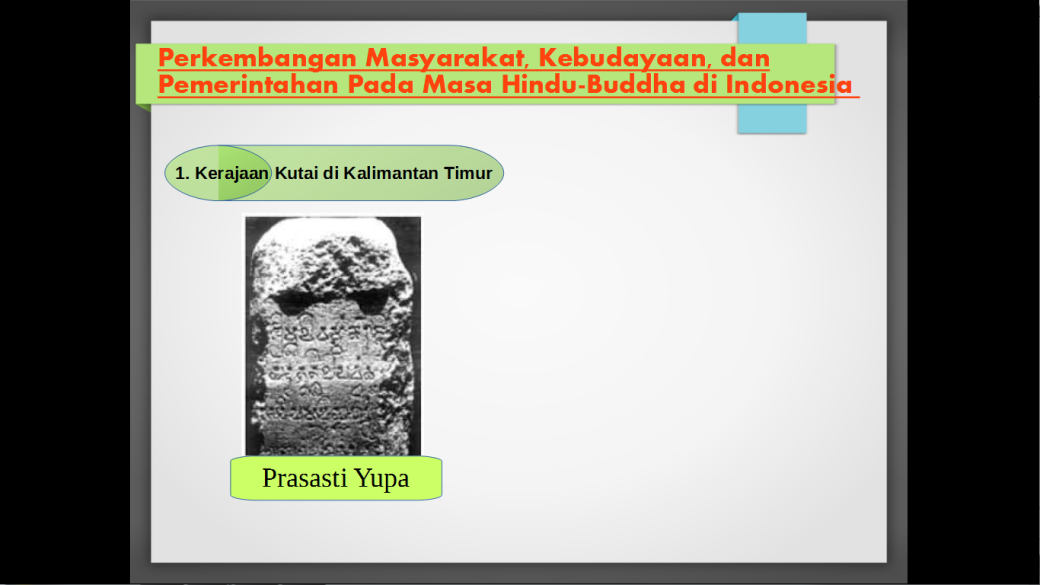 Perkembangan Masyarakat, Kebudayaan, dan
Pemerintahan Pada Masa Hindu-Buddha di Indonesia
1. Kerajaan Kutai di Kalimantan Timur
Prasasti Yupa